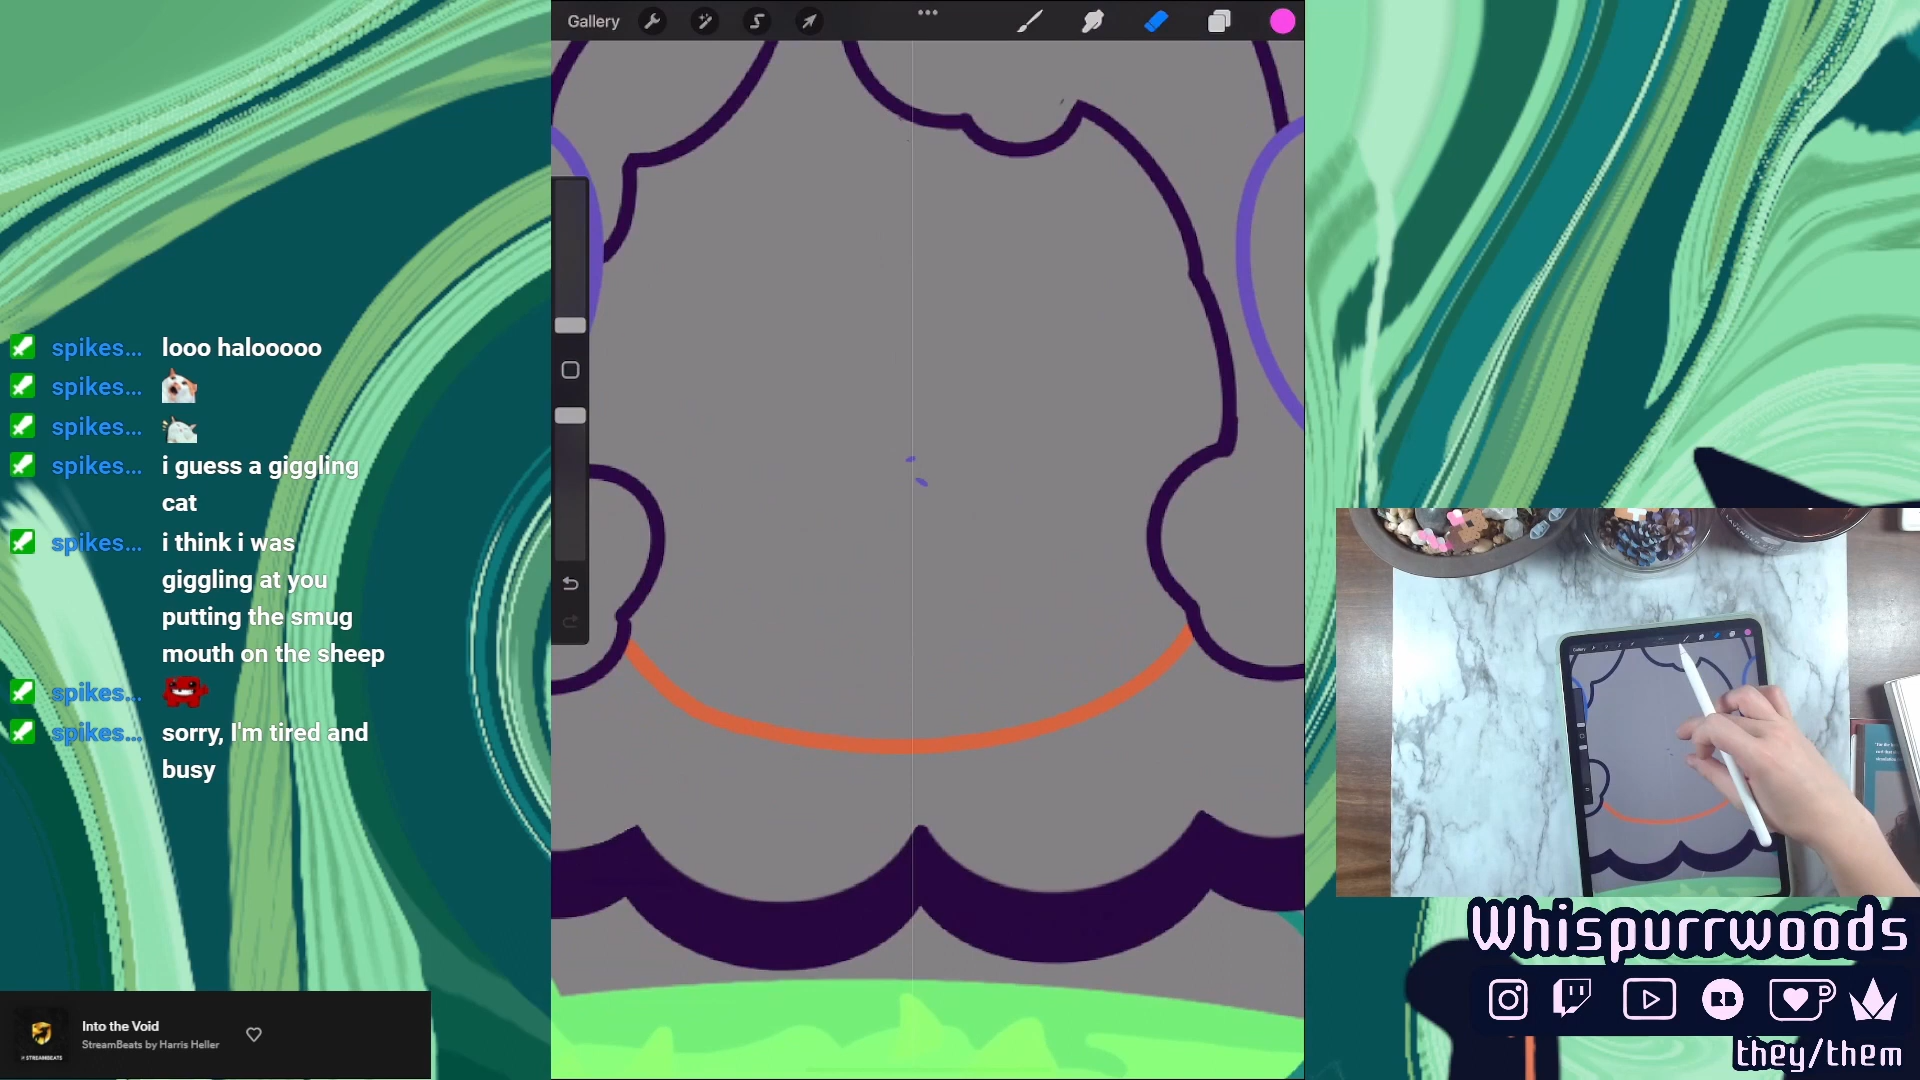 Gallery
spikes... looo halooooo
spikes...
spikes...
spikes... i guess a giggling
cat
spikes... i think i was
giggling at you
putting the smug
mouth on the sheep
spikes...
spikes... sorry, I'm tired and
busy
Into the Void
StreamBeats by Harris Heller
STREAMBEATS
Whispurrwoods
they/them